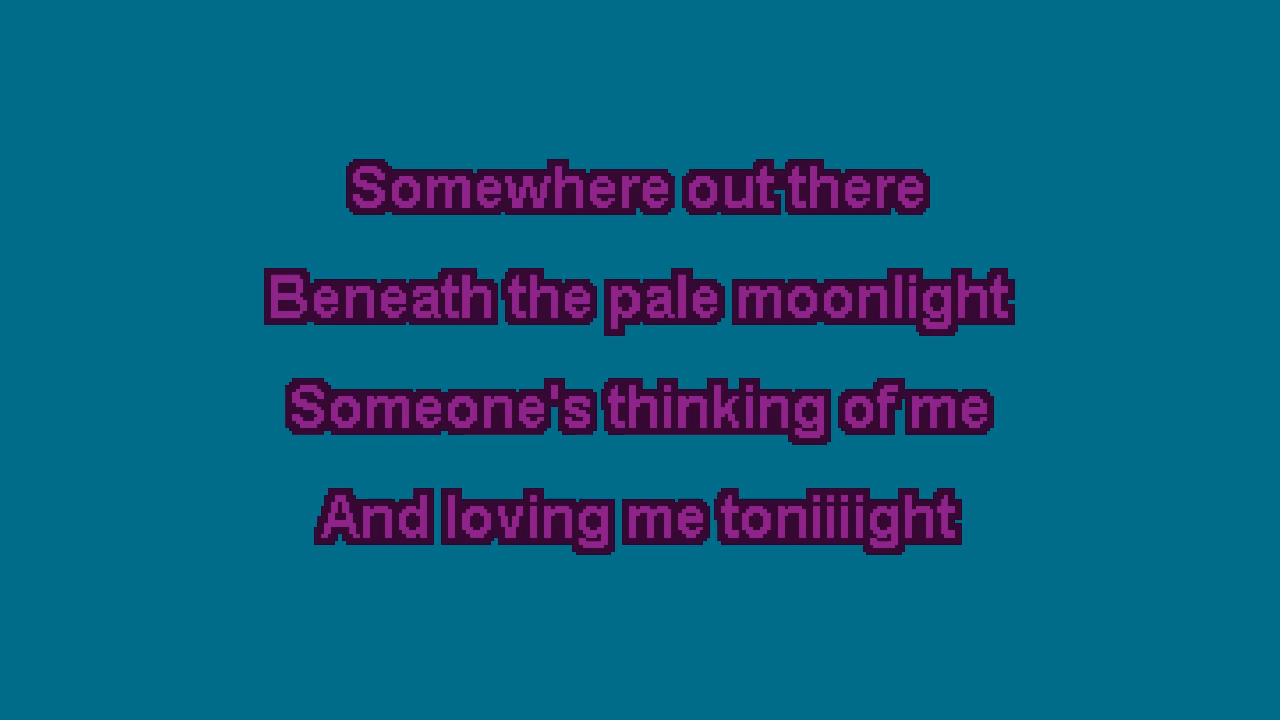 Somewhere out there
Beneath the pale moonlight
Someone's thinking of me
And loving me toniiiight